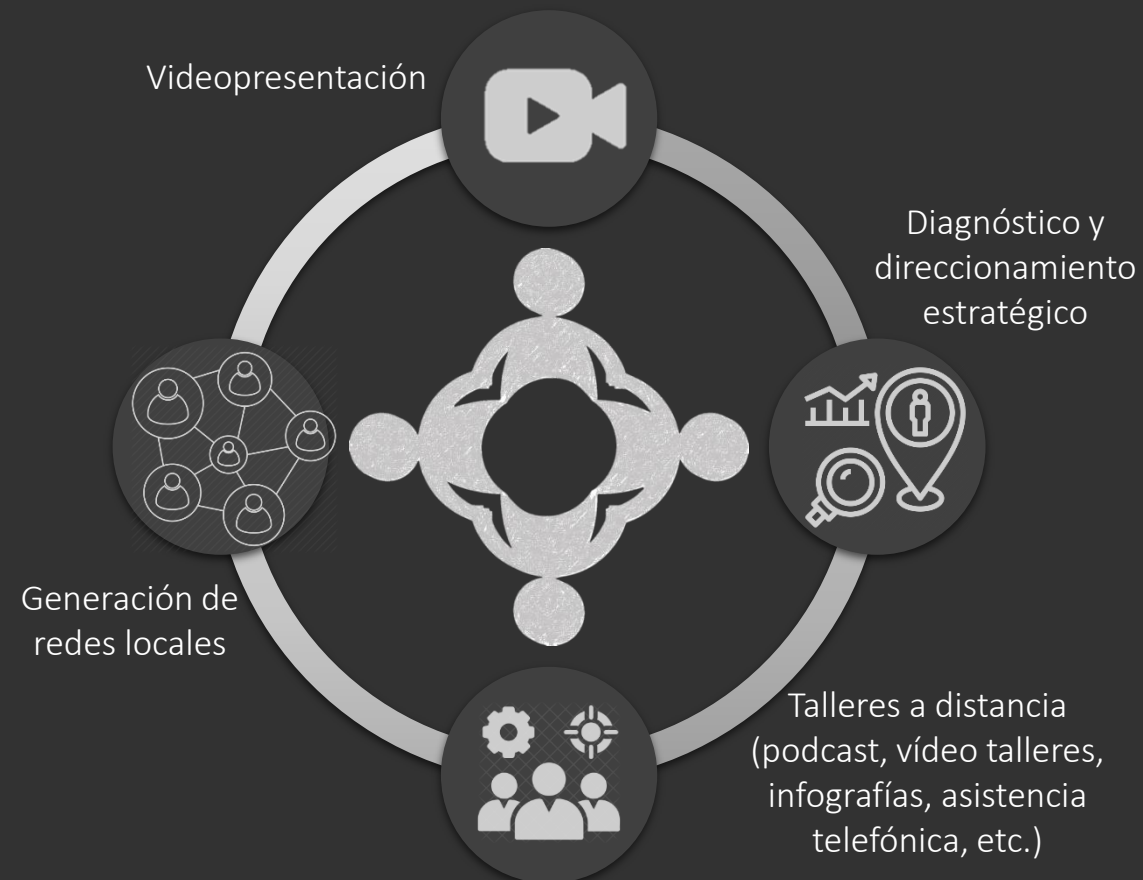 Videopresentación
Diagnóstico y
direccionamiento
estratégico
Generación de
redes locales
Talleres a distancia
(podcast, vídeo talleres,
infografías, asistencia
telefónica, etc.)